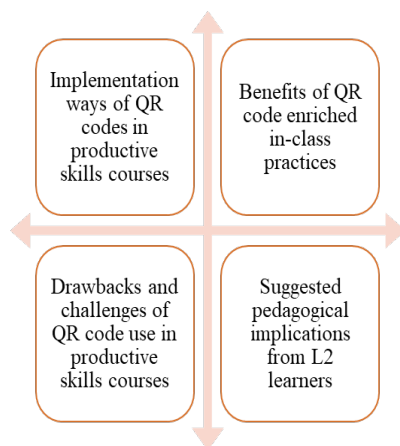 Implementation
ways of QR
codes in
productive
skills courses
Benefits of QR
code enriched
in-class
practices
Drawbacks and
challenges of
QR code use in
productive
skills courses
Suggested
pedagogical
implications
from L2
learners